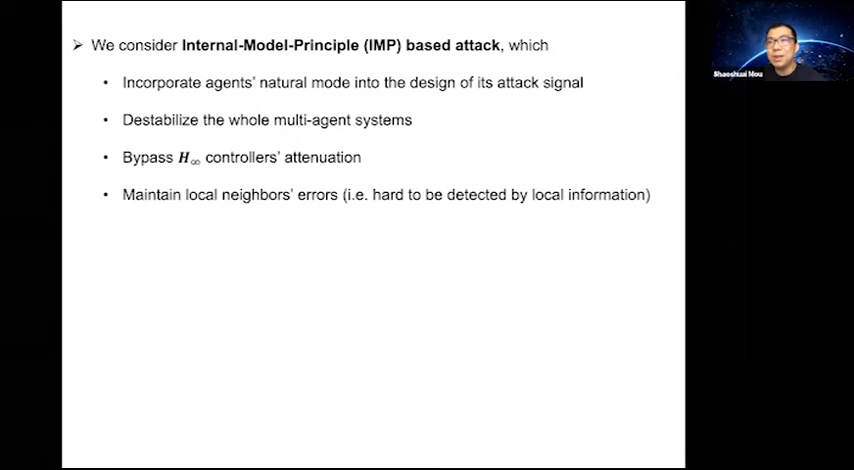 ➢ We consider Internal-Model-Principle (IMP) based attack, which
• Incorporate agents' natural mode into the design of its attack signal
• Destabilize the whole multi-agent systems
• Bypass H∞ controllers' attenuation
• Maintain local neighbors' errors (i.e. hard to be detected by local information)
Shaoshuai Mou